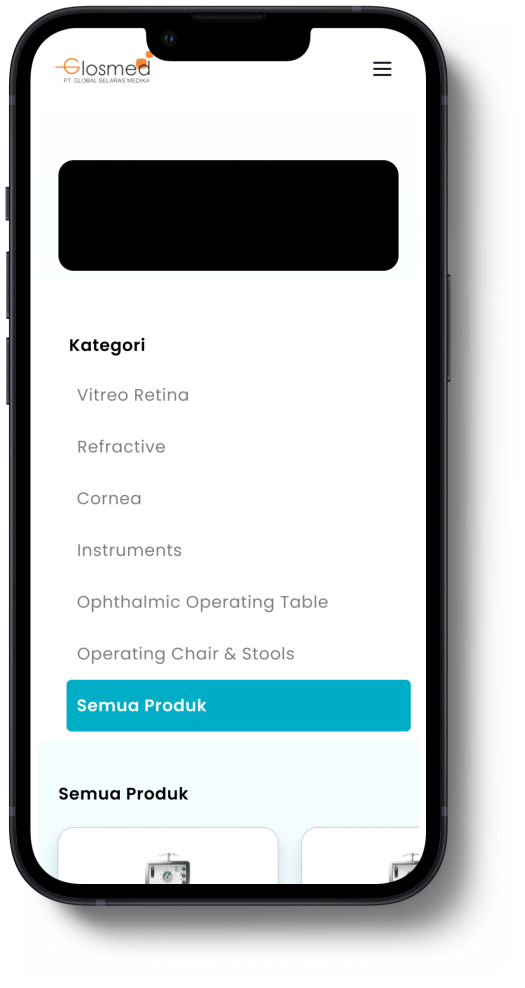 Glosmed
PT. GLOBAL SELARAS MEDIKA
Kategori
Vitreo Retina
Refractive
Cornea
Instruments
Ophthalmic Operating Table
Operating Chair & Stools
Semua Produk
Semua Produk